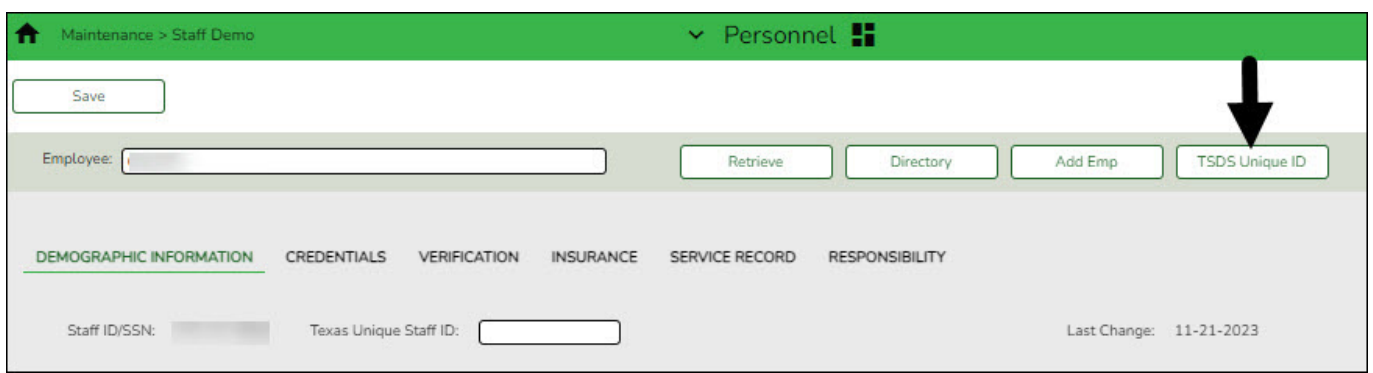 Maintenance > Staff Demo
Personnel
Save
Employee:
Retrieve Directory Add Emp TSDS Unique ID
DEMOGRAPHIC INFORMATION CREDENTIALS VERIFICATION INSURANCE SERVICE RECORD RESPONSIBILITY
Staff ID/SSN: Texas Unique Staff ID: Last Change: 11-21-2023